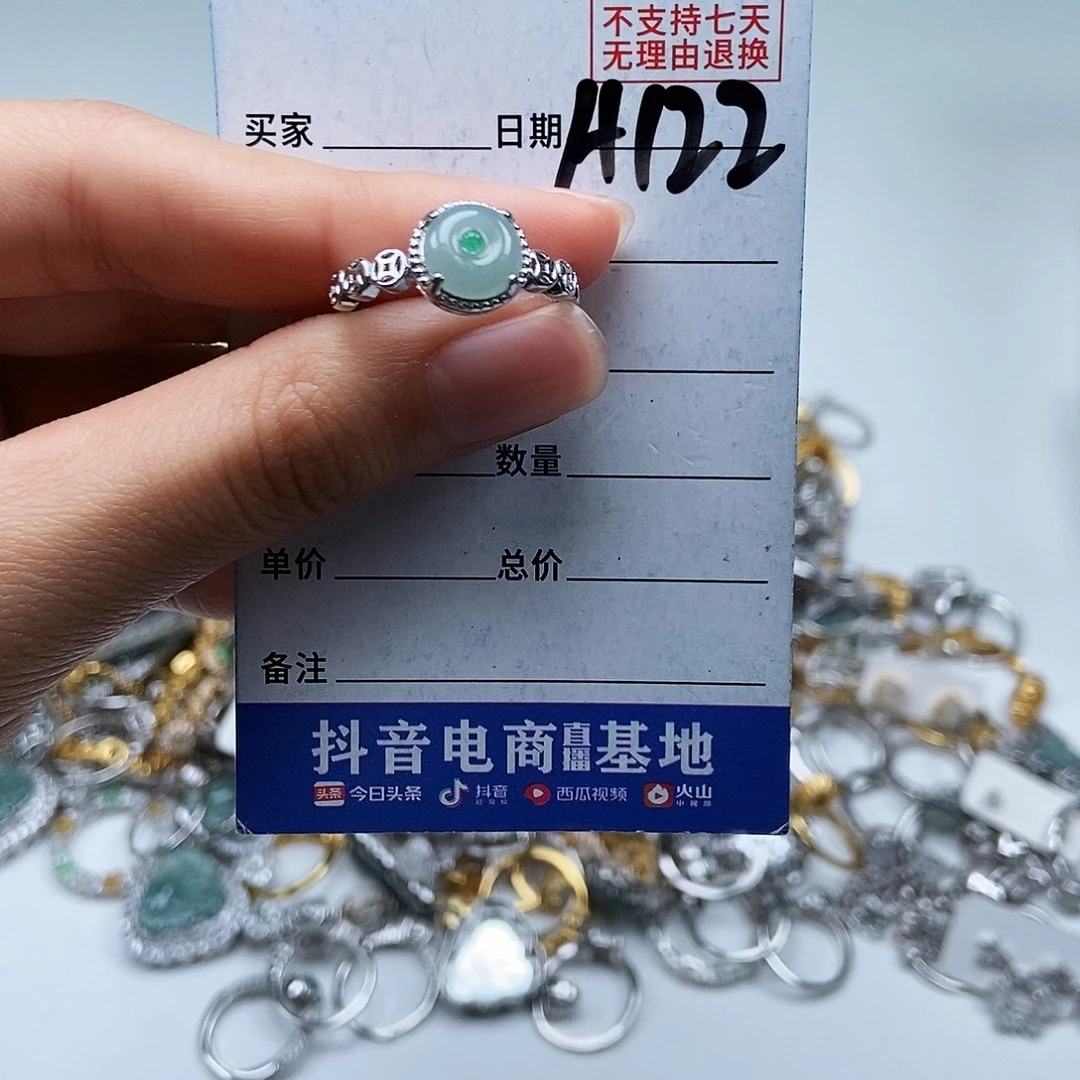 不支持七天
无理由退换
买家 日期 A122
数量
单价 总价
备注
抖音电商直播基地
头条 今日头条 抖音 西瓜视频 火山